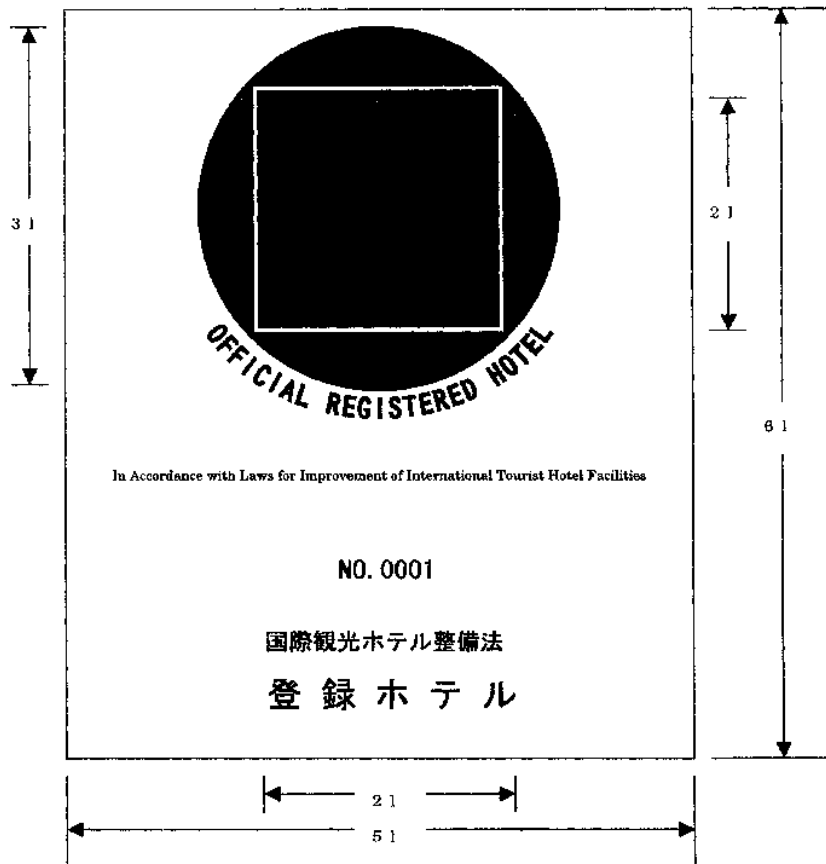 3 l
2 l
OFFICIAL REGISTERED HOTEL
6 l
In Accordance with Laws for Improvement of International Tourist Hotel Facilities
NO. 0001
国際観光ホテル整備法
登録ホテル
2 l
5 l